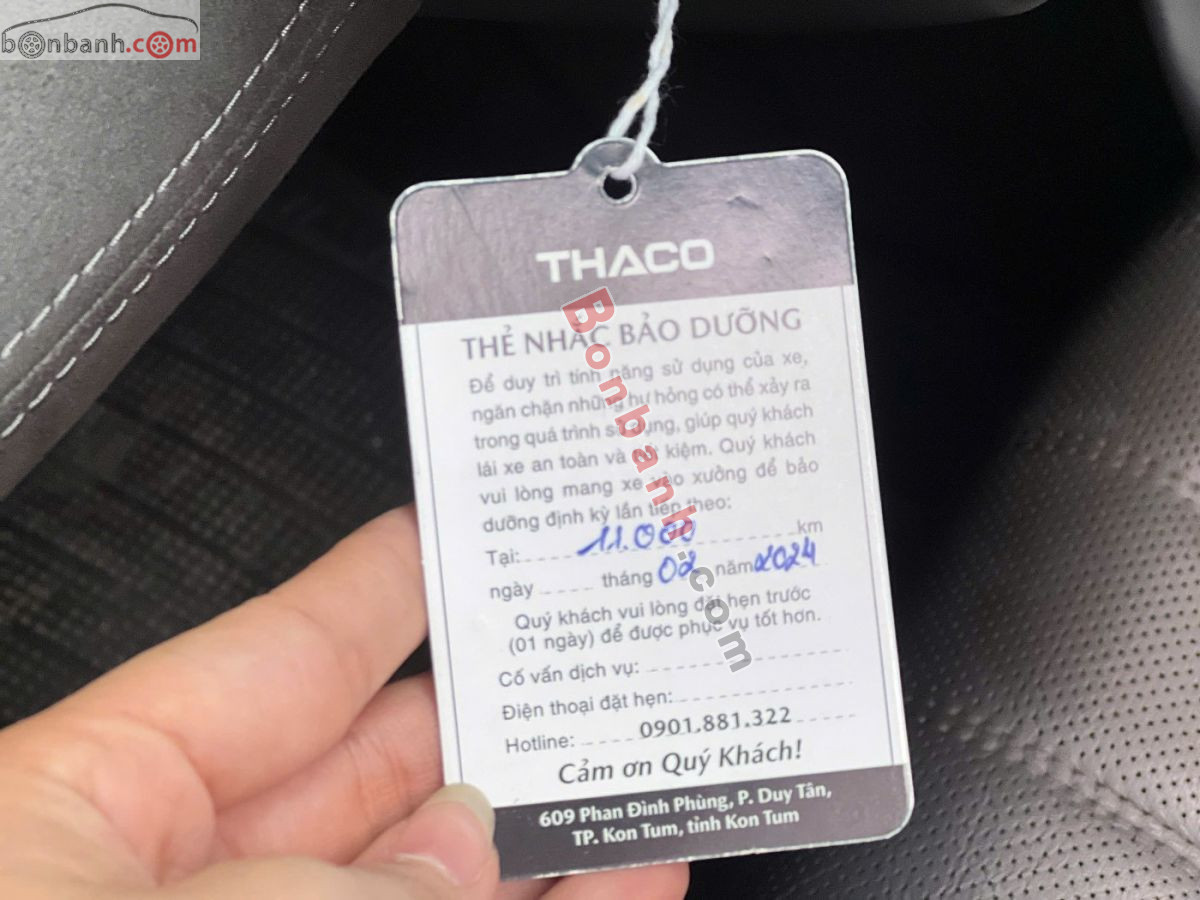 bonbanh.com
THACO
THẺ NHẮC BẢO DƯỠNG
Để duy trì tính năng sử dụng của xe,
ngăn chặn những hư hỏng có thể xảy ra
trong quá trình sử dụng, giúp quý khách
lái xe an toàn và tiết kiệm. Quý khách
vui lòng mang xe vào xưởng để bảo
dưỡng định kỳ lần tiếp theo:
Tại: 11.000 km
ngày tháng 02 năm 2024
Quý khách vui lòng đặt hẹn trước
(01 ngày) để được phục vụ tốt hơn.
Cố vấn dịch vụ:
Điện thoại đặt hẹn:
Hotline: 0901.881.322
Cảm ơn Quý Khách!
609 Phan Đình Phùng, P. Duy Tân,
TP. Kon Tum, tỉnh Kon Tum
Bonbanh.com